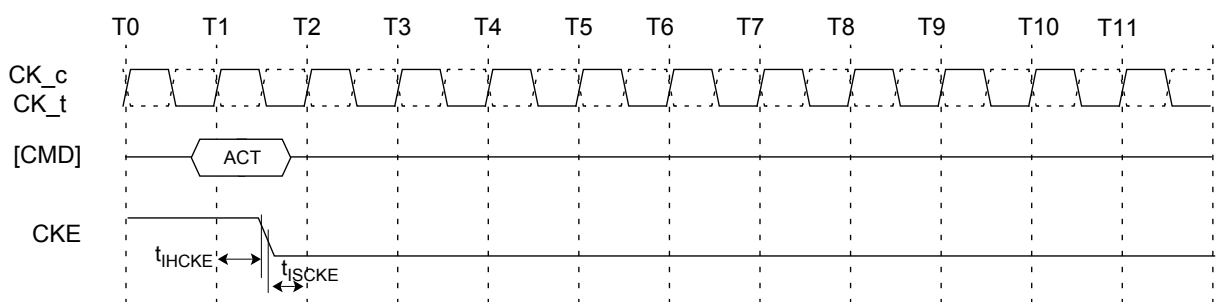 T0 T1 T2 T3 T4 T5 T6 T7 T8 T9 T10 T11
CK_c
CK_t
[CMD] ACT
CKE
tIHCKE
tISCKE